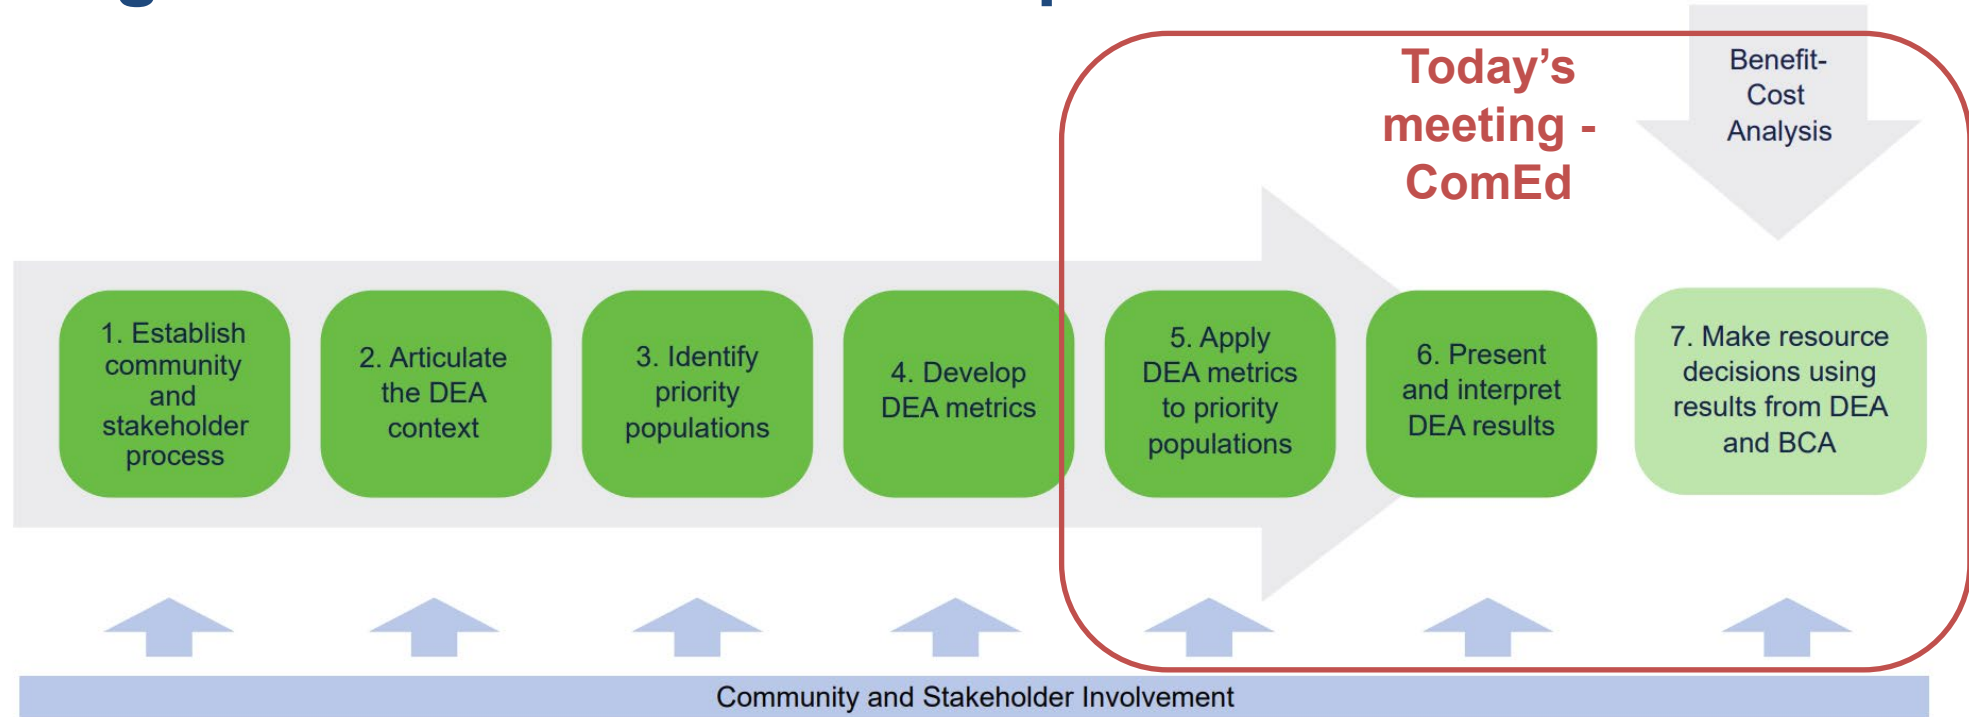 Today's
meeting -
ComEd
Benefit-
Cost
Analysis
1. Establish
community
and
stakeholder
process
2. Articulate
the DEA
context
3. Identify
priority
populations
4. Develop
DEA metrics
5. Apply
DEA metrics
to priority
populations
6. Present
and interpret
DEA results
7. Make resource
decisions using
results from DEA
and BCA
Community and Stakeholder Involvement